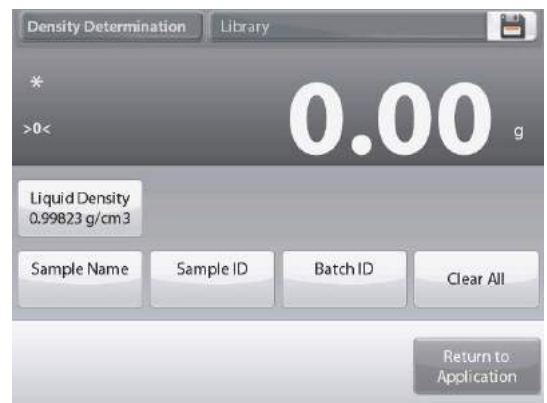 Density Determination
Library
*
>0<
0.00 g
Liquid Density
0.99823 g/cm3
Sample Name
Sample ID
Batch ID
Clear All
Return to
Application